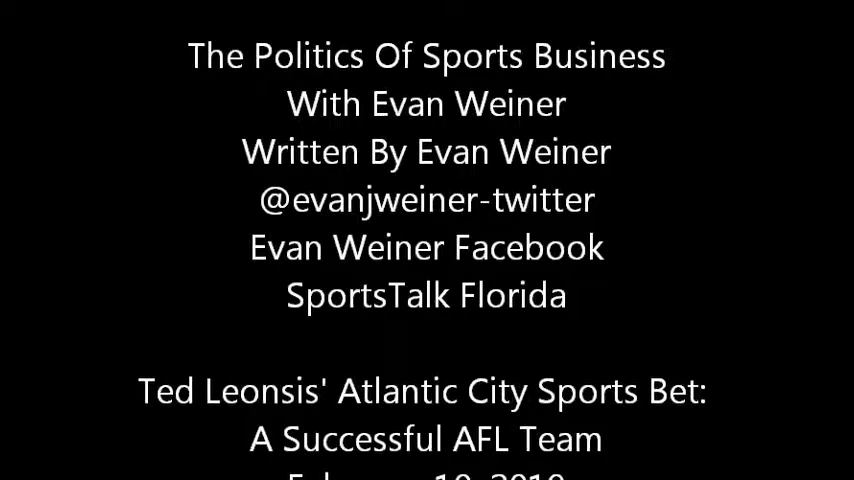 The Politics Of Sports Business
With Evan Weiner
Written By Evan Weiner
@evanjweiner-twitter
Evan Weiner Facebook
SportsTalk Florida
Ted Leonsis' Atlantic City Sports Bet:
A Successful AFL Team